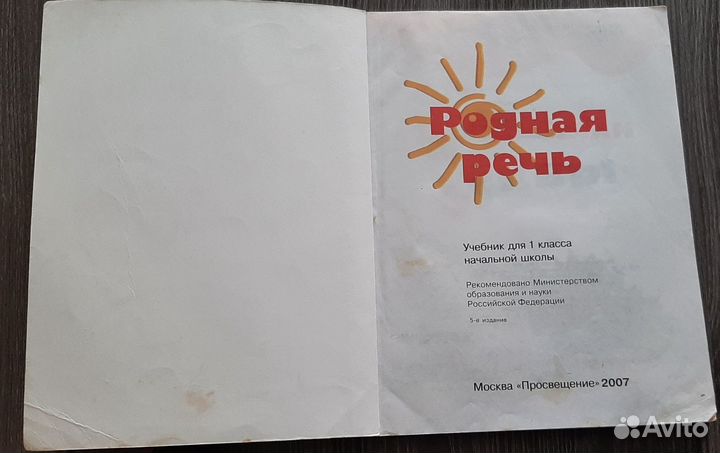 Родная
речь
Учебник для 1 класса
начальной школы
Рекомендовано Министерством
образования и науки
Российской Федерации
5-е издание
Москва «Просвещение» 2007
Avito